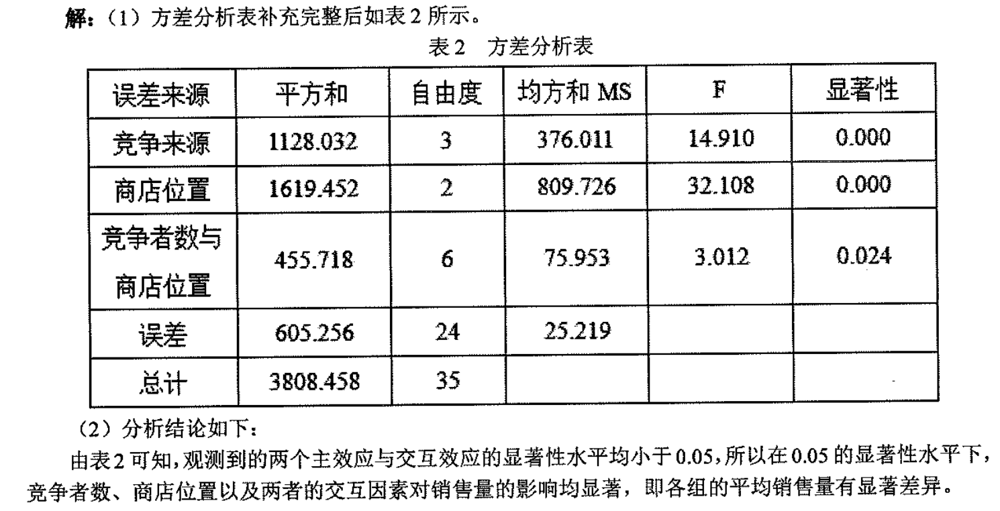 解:（1）方差分析表补充完整后如表2所示。
表2 方差分析表
误差来源 平方和 自由度 均方和 MS F 显著性
竞争来源 1128.032 3 376.011 14.910 0.000
商店位置 1619.452 2 809.726 32.108 0.000
竞争者数与
商店位置 455.718 6 75.953 3.012 0.024
误差 605.256 24 25.219
总计 3808.458 35
（2）分析结论如下:
由表2可知,观测到的两个主效应与交互效应的显著性水平均小于0.05,所以在0.05的显著性水平下,
竞争者数、商店位置以及两者的交互因素对销售量的影响均显著，即各组的平均销售量有显著差异。